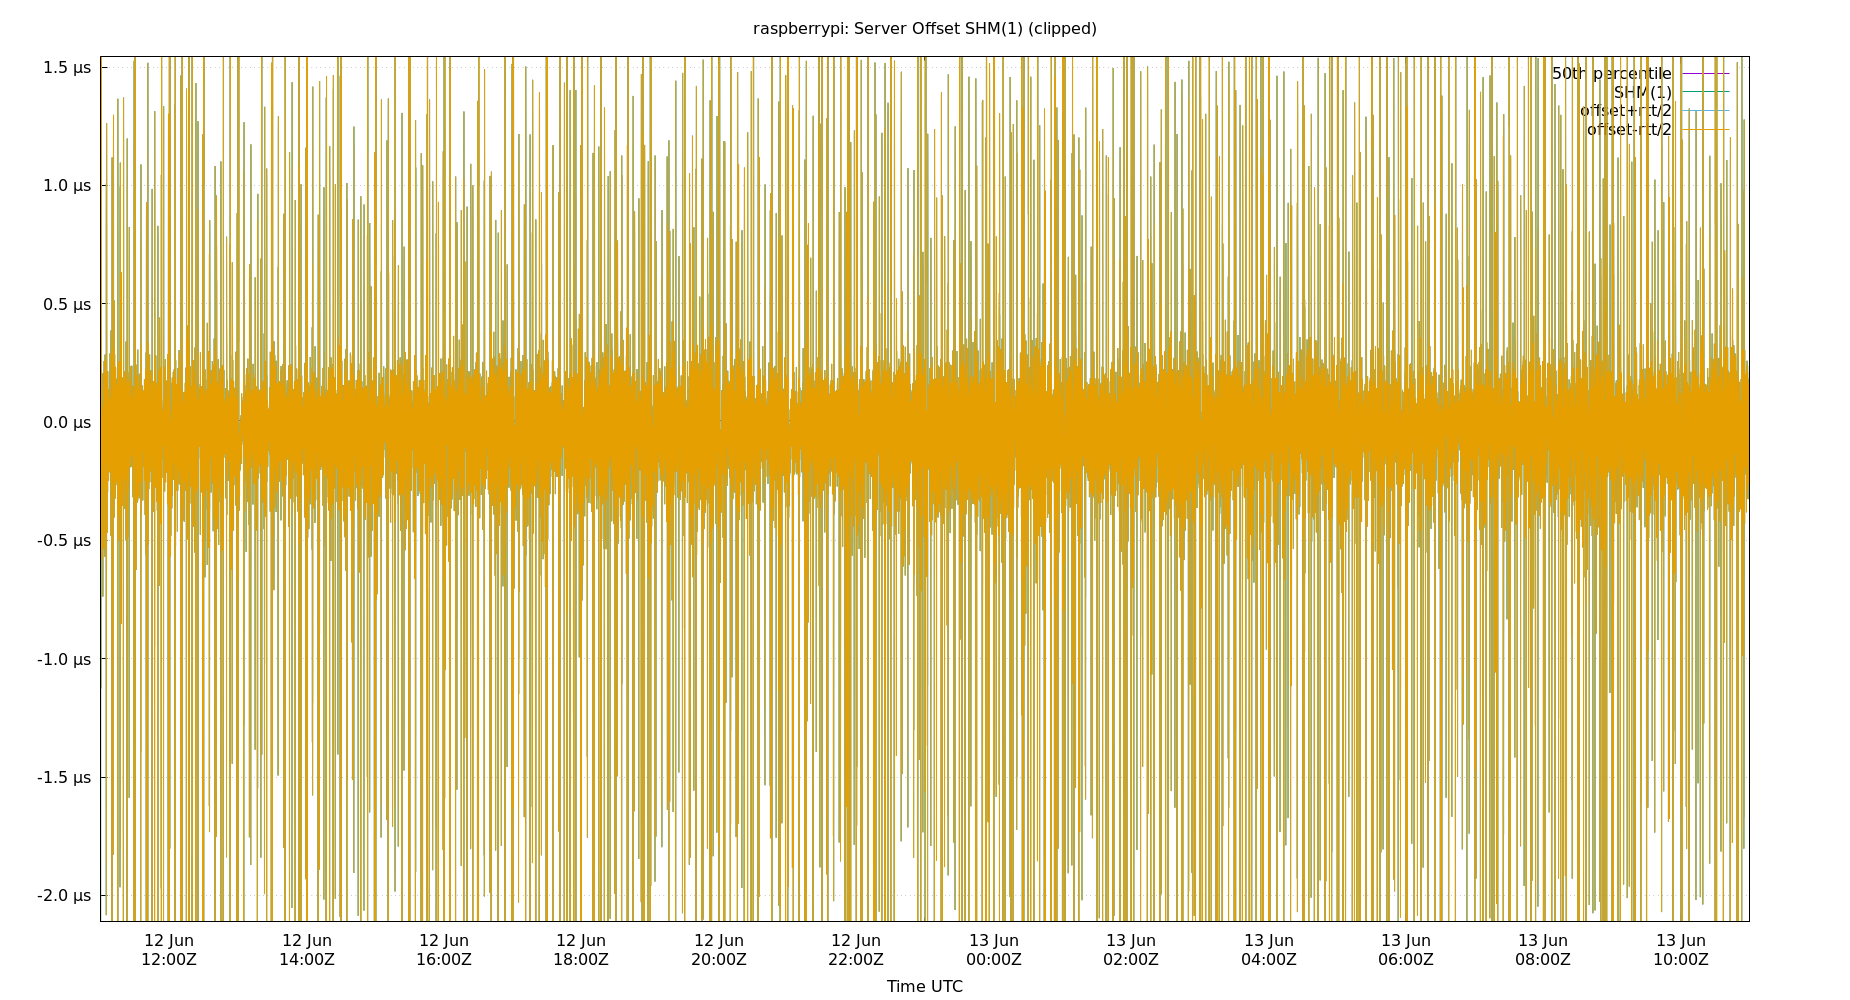 raspberrypi: Server Offset SHM(1) (clipped)
1.5 µs
1.0 µs
0.5 µs
0.0 µs
-0.5 µs
-1.0 µs
-1.5 µs
-2.0 µs
50th percentile
SHM(1)
offset+rtt/2
offset-rtt/2
12 Jun 12 Jun 12 Jun 12 Jun 12 Jun 12 Jun 13 Jun 13 Jun 13 Jun 13 Jun 13 Jun 13 Jun
12:00Z 14:00Z 16:00Z 18:00Z 20:00Z 22:00Z 00:00Z 02:00Z 04:00Z 06:00Z 08:00Z 10:00Z
Time UTC